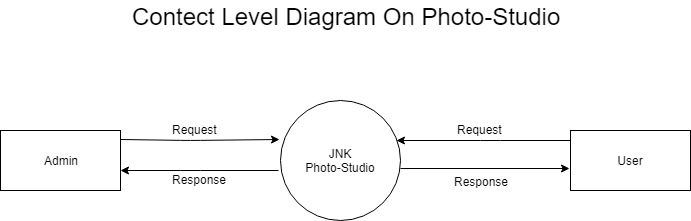 Contect Level Diagram On Photo-Studio
Request
Request
Admin
JNK
Photo-Studio
User
Response
Response